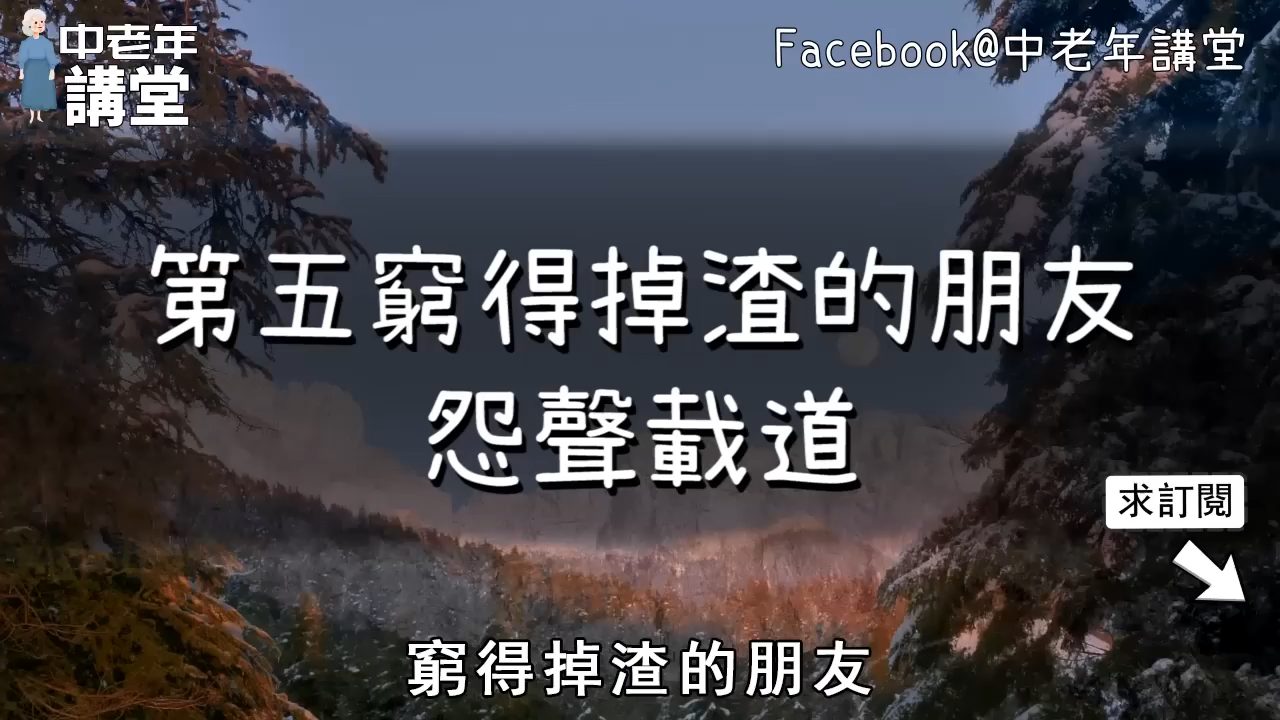 中老年
講堂
Facebook@中老年講堂
第五窮得掉渣的朋友
怨聲載道
求訂閱
窮得掉渣的朋友